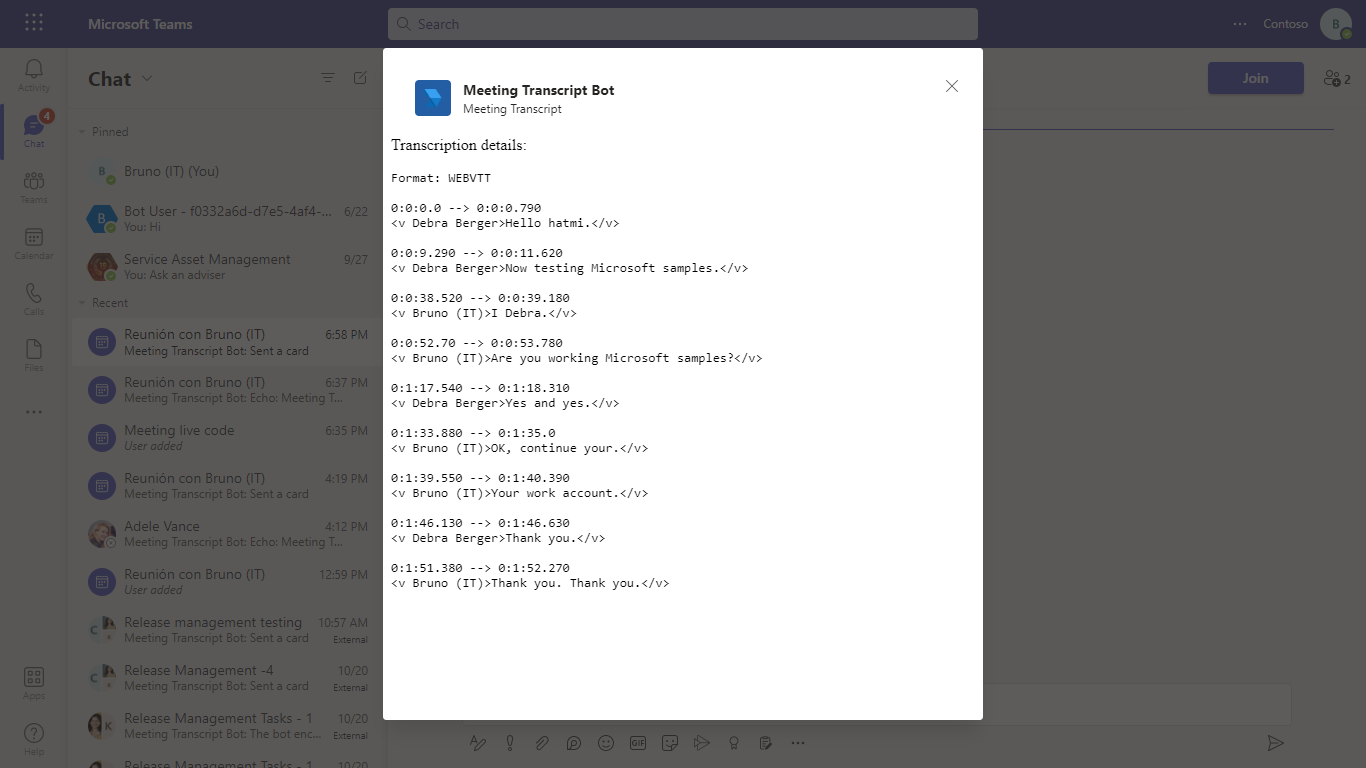 Microsoft Teams
Search
Contoso
B
Activity
4
Chat
Teams
Calendar
Calls
Files
Apps
Help
Chat
Pinned
B
Bruno (IT) (You)
B
Bot User - f0332a6d-d7e5-4af4-...
6/22
You: Hi
Service Asset Management
9/27
You: Ask an adviser
Recent
Reunión con Bruno (IT)
6:58 PM
Meeting Transcript Bot: Sent a card
Reunión con Bruno (IT)
6:37 PM
Meeting Transcript Bot: Echo: Meeting T...
Meeting live code
6:35 PM
User added
Reunión con Bruno (IT)
4:19 PM
Meeting Transcript Bot: Sent a card
Adele Vance
4:12 PM
Meeting Transcript Bot: Echo: Meeting T...
Reunión con Bruno (IT)
12:59 PM
User added
C
Release management testing
10:57 AM
Meeting Transcript Bot: Sent a card
External
C
Release Management -4
10/20
Meeting Transcript Bot: Sent a card
External
K
Release Management Tasks - 1
10/20
Meeting Transcript Bot: The bot enc...
External
Release Management Tasks - 1
10/20
Join
2
Meeting Transcript Bot
Meeting Transcript
Transcription details:
Format: WEBVTT
0:0:0.0 --> 0:0:0.790
<v Debra Berger>Hello hatmi.</v>
0:0:9.290 --> 0:0:11.620
<v Debra Berger>Now testing Microsoft samples.</v>
0:0:38.520 --> 0:0:39.180
<v Bruno (IT)>I Debra.</v>
0:0:52.70 --> 0:0:53.780
<v Bruno (IT)>Are you working Microsoft samples?</v>
0:1:17.540 --> 0:1:18.310
<v Debra Berger>Yes and yes.</v>
0:1:33.880 --> 0:1:35.0
<v Bruno (IT)>OK, continue your.</v>
0:1:39.550 --> 0:1:40.390
<v Bruno (IT)>Your work account.</v>
0:1:46.130 --> 0:1:46.630
<v Debra Berger>Thank you.</v>
0:1:51.380 --> 0:1:52.270
<v Bruno (IT)>Thank you. Thank you.</v>
GIF